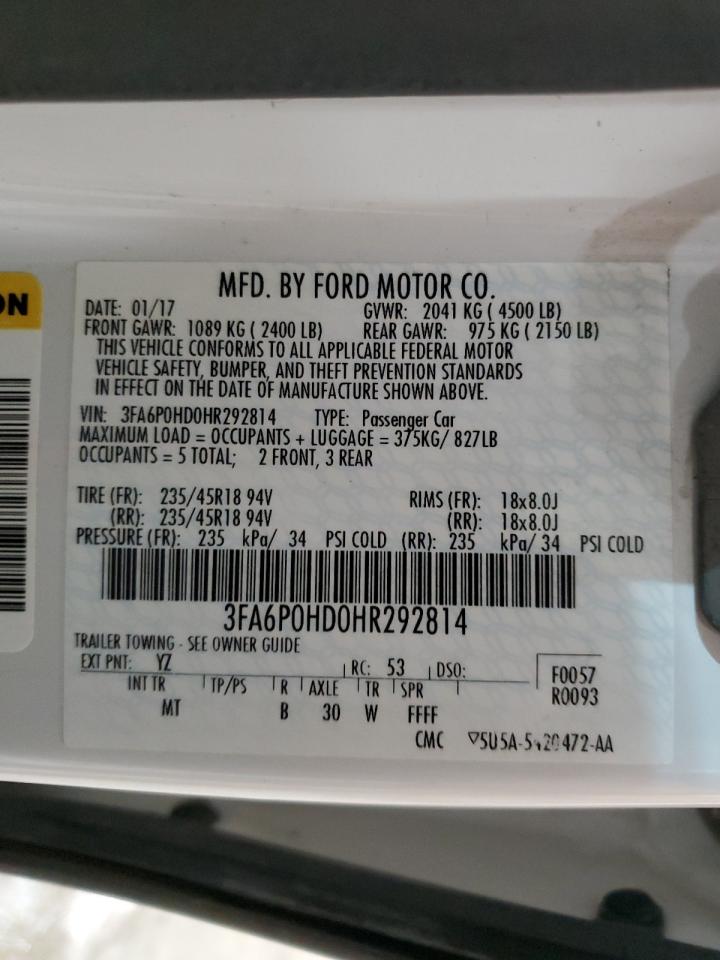 ON
MFD. BY FORD MOTOR CO.
DATE: 01/17 GVWR: 2041 KG ( 4500 LB)
FRONT GAWR: 1089 KG ( 2400 LB) REAR GAWR: 975 KG ( 2150 LB)
THIS VEHICLE CONFORMS TO ALL APPLICABLE FEDERAL MOTOR
VEHICLE SAFETY, BUMPER, AND THEFT PREVENTION STANDARDS
IN EFFECT ON THE DATE OF MANUFACTURE SHOWN ABOVE.
VIN: 3FA6P0HD0HR292814 TYPE: Passenger Car
MAXIMUM LOAD = OCCUPANTS + LUGGAGE = 375KG/ 827LB
OCCUPANTS = 5 TOTAL; 2 FRONT, 3 REAR
TIRE (FR): 235/45R18 94V RIMS (FR): 18x8.0J
(RR): 235/45R18 94V (RR): 18x8.0J
PRESSURE (FR): 235 kPa/ 34 PSI COLD (RR): 235 kPa/ 34 PSI COLD
3FA6P0HD0HR292814
TRAILER TOWING - SEE OWNER GUIDE
EXT PNT: YZ RC: 53 DSO: F0057
INT TR TP/PS R AXLE TR SPR R0093
MT B 30 W FFFF
CMC ▽5U5A-5420472-AA